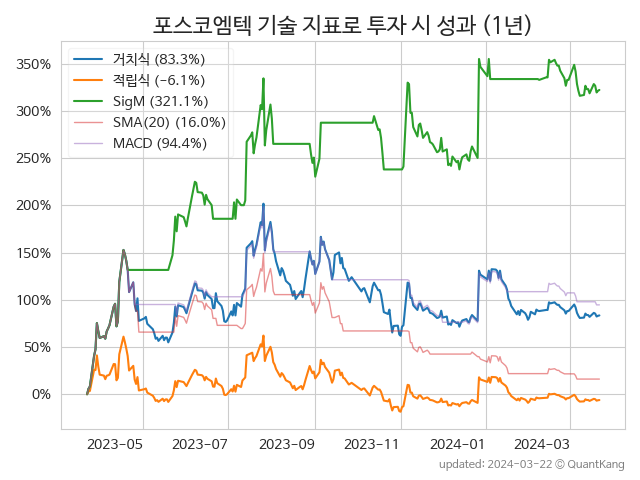 포스코엠텍 기술 지표로 투자 시 성과 (1년)
350%
300%
250%
200%
150%
100%
50%
0%
거치식 (83.3%)
적립식 (−6.1%)
SigM (321.1%)
SMA(20) (16.0%)
MACD (94.4%)
2023-05
2023-07
2023-09
2023-11
2024-01
2024-03
updated: 2024-03-22 © QuantKang